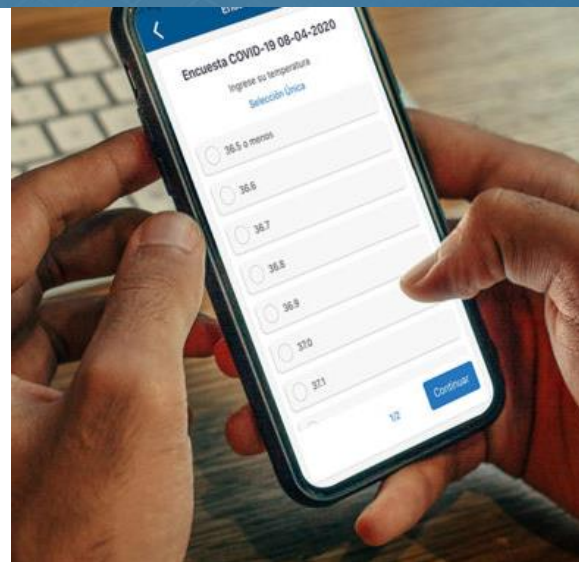 Encuesta COVID-19 08-04-2020
Ingrese su temperatura
Selección Única
36.5 o menos
36.6
36.7
36.8
36.9
37.0
37.1
1/2
Continuar